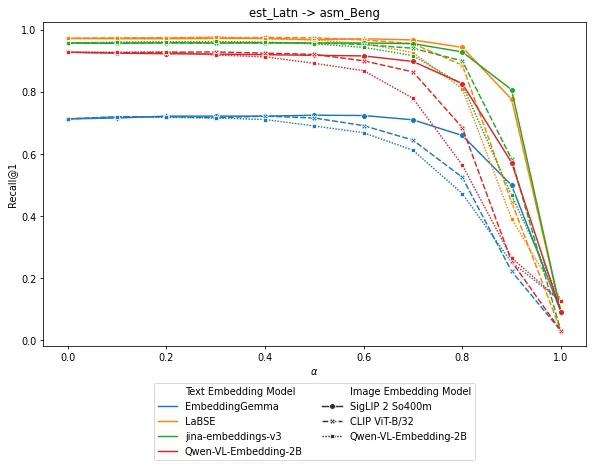 est_Latn -> asm_Beng
Recall@1
1.0
0.8
0.6
0.4
0.2
0.0
0.0 0.2 0.4 0.6 0.8 1.0
α
Text Embedding Model
EmbeddingGemma
LaBSE
jina-embeddings-v3
Qwen-VL-Embedding-2B
Image Embedding Model
SigLIP 2 So400m
CLIP ViT-B/32
Qwen-VL-Embedding-2B